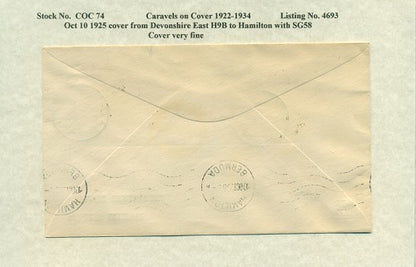 Stock No. COC 74 Caravels on Cover 1922-1934 Listing No. 4693
Oct 10 1925 cover from Devonshire East H9B to Hamilton with SG58
Cover very fine
HAMILTON
BERMUDA